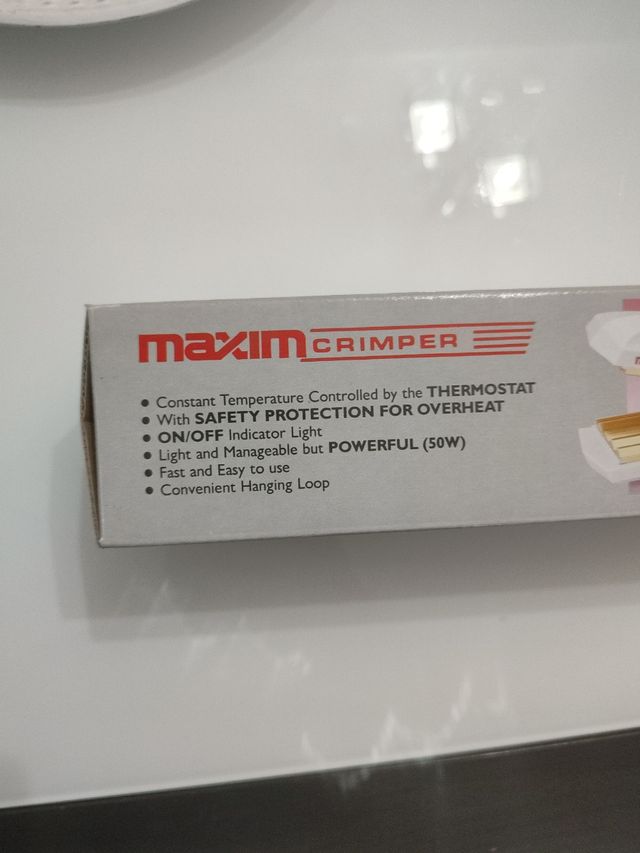 maxim CRIMPER
• Constant Temperature Controlled by the THERMOSTAT
• With SAFETY PROTECTION FOR OVERHEAT
• ON/OFF Indicator Light
• Light and Manageable but POWERFUL (50W)
• Fast and Easy to use
• Convenient Hanging Loop